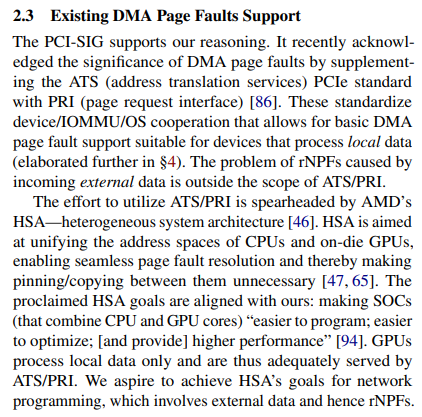 2.3 Existing DMA Page Faults Support
The PCI-SIG supports our reasoning. It recently acknowl-
edged the significance of DMA page faults by supplement-
ing the ATS (address translation services) PCIe standard
with PRI (page request interface) [86]. These standardize
device/IOMMU/OS cooperation that allows for basic DMA
page fault support suitable for devices that process local data
(elaborated further in §4). The problem of rNPFs caused by
incoming external data is outside the scope of ATS/PRI.
The effort to utilize ATS/PRI is spearheaded by AMD's
HSA—heterogeneous system architecture [46]. HSA is aimed
at unifying the address spaces of CPUs and on-die GPUs,
enabling seamless page fault resolution and thereby making
pinning/copying between them unnecessary [47, 65]. The
proclaimed HSA goals are aligned with ours: making SOCs
(that combine CPU and GPU cores) “easier to program; easier
to optimize; [and provide] higher performance” [94]. GPUs
process local data only and are thus adequately served by
ATS/PRI. We aspire to achieve HSA's goals for network
programming, which involves external data and hence rNPFs.